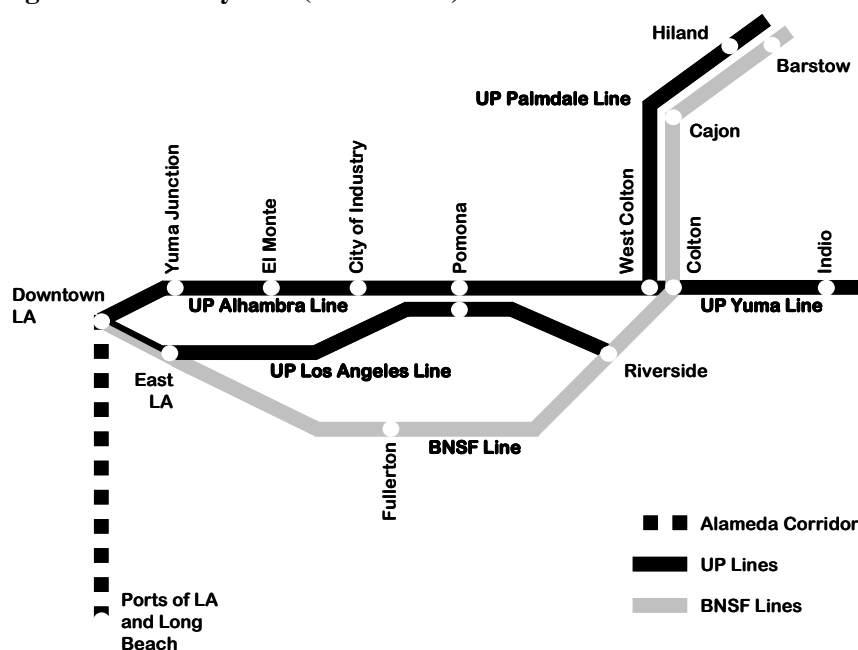 Hiland
Barstow
UP Palmdale Line
Cajon
Yuma Junction
El Monte
City of Industry
Pomona
West Colton
Colton
Indio
Downtown
LA
UP Alhambra Line
UP Yuma Line
East
LA
UP Los Angeles Line
Riverside
Fullerton
BNSF Line
Alameda Corridor
UP Lines
BNSF Lines
Ports of LA
and Long
Beach